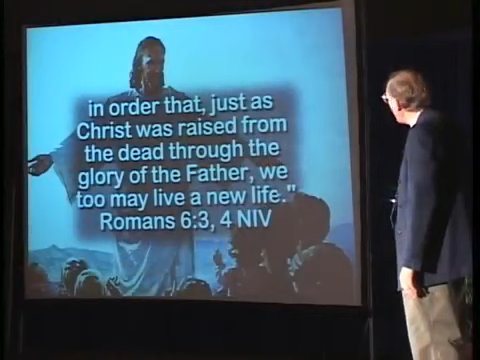 in order that, just as
Christ was raised from
the dead through the
glory of the Father, we
too may live a new life."
Romans 6:3, 4 NIV